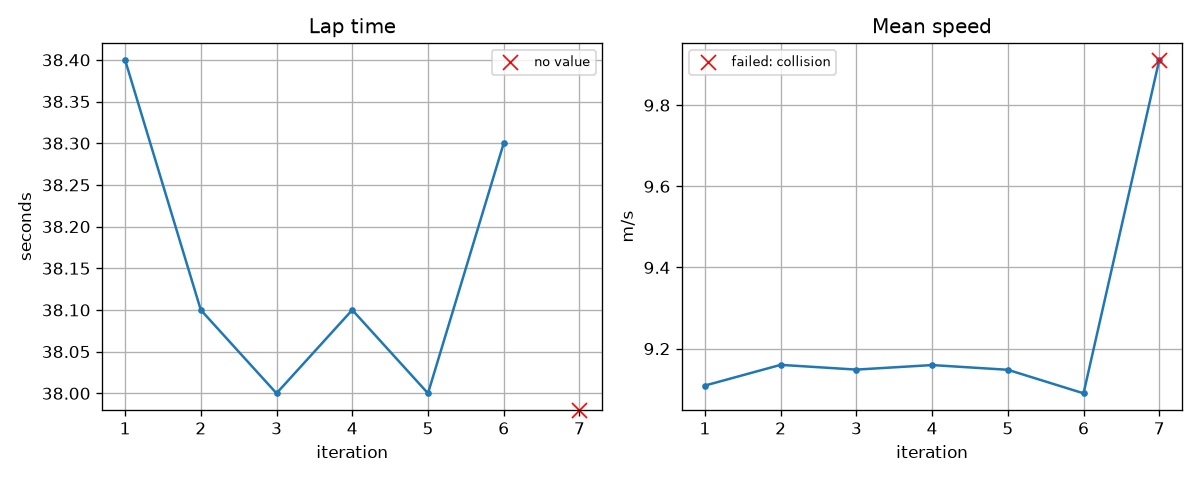 Lap time
38.40
38.35
38.30
38.25
38.20
38.15
38.10
38.05
38.00
seconds
no value
1 2 3 4 5 6 7
iteration
Mean speed
9.8
9.6
9.4
9.2
m/s
failed: collision
1 2 3 4 5 6 7
iteration